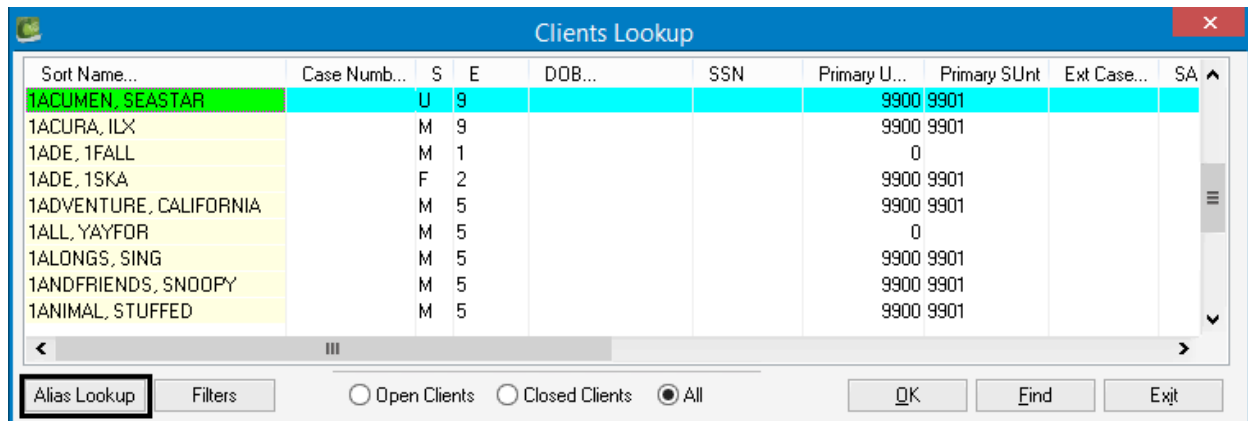 Clients Lookup
Sort Name... Case Numb... S E DOB... SSN Primary U... Primary SUnt Ext Case... SA
1ACUMEN, SEASTAR U 9 9900 9901
1ACURA, ILX M 9 9900 9901
1ADE, 1FALL M 1 0
1ADE, 1SKA F 2 9900 9901
1ADVENTURE, CALIFORNIA M 5 9900 9901
1ALL, YAYFOR M 5 0
1ALONGS, SING M 5 9900 9901
1ANDFRIENDS, SNOOPY M 5 9900 9901
1ANIMAL, STUFFED M 5 9900 9901
Alias Lookup Filters Open Clients Closed Clients All OK Find Exit